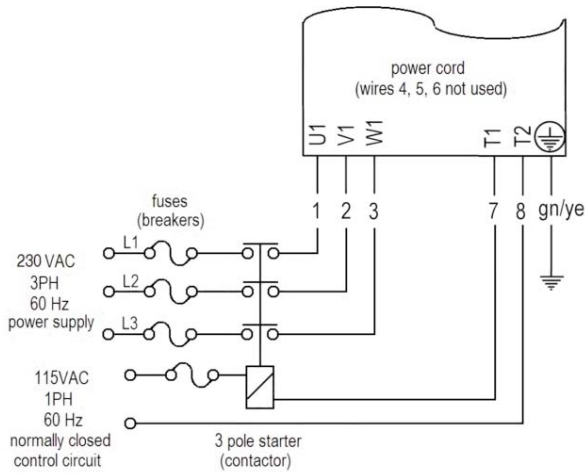 power cord
(wires 4, 5, 6 not used)
U1
V1
W1
T1
T2
1
2
3
7
8
gn/ye
fuses
(breakers)
L1
L2
L3
230 VAC
3PH
60 Hz
power supply
115VAC
1PH
60 Hz
normally closed
control circuit
3 pole starter
(contactor)